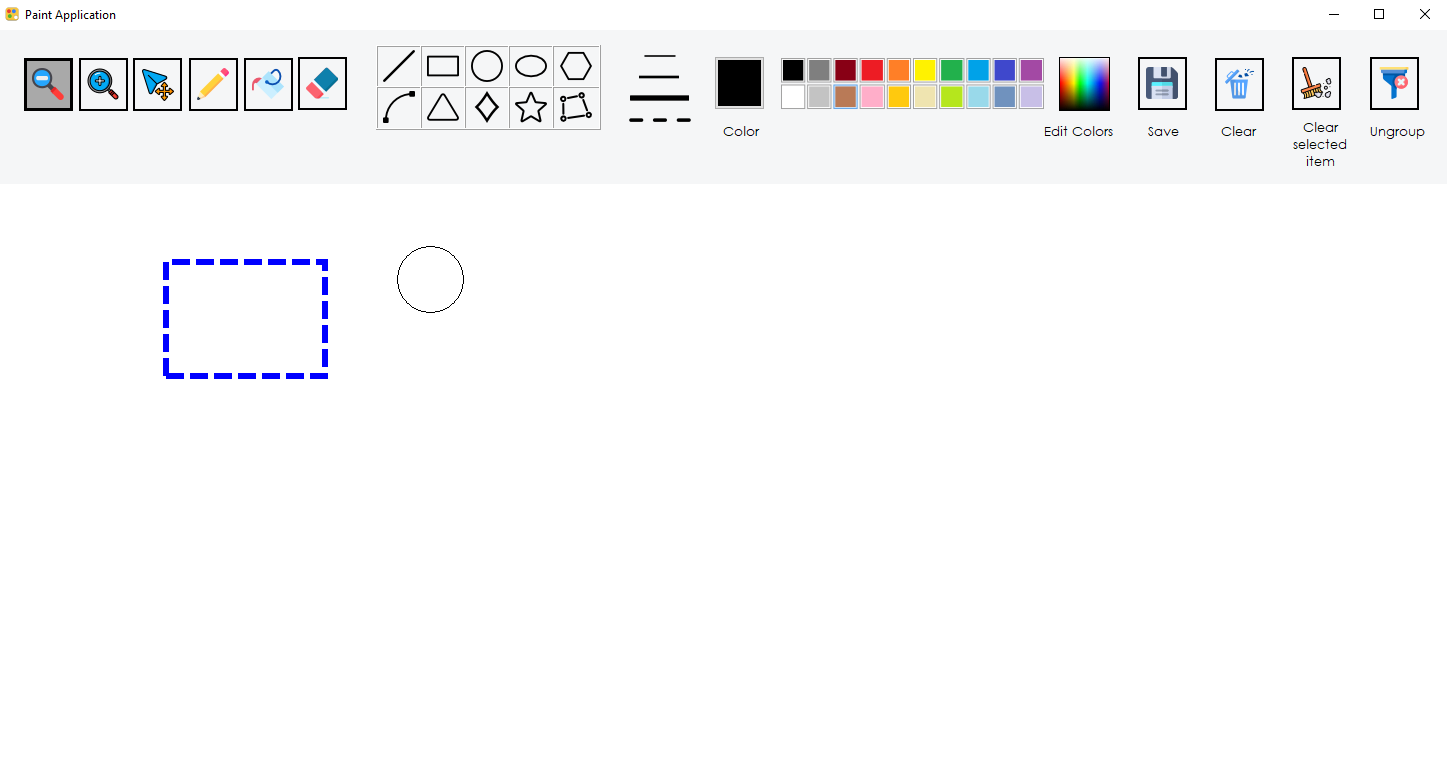 Paint Application
Color
Edit Colors
Save
Clear
Clear
selected
item
Ungroup